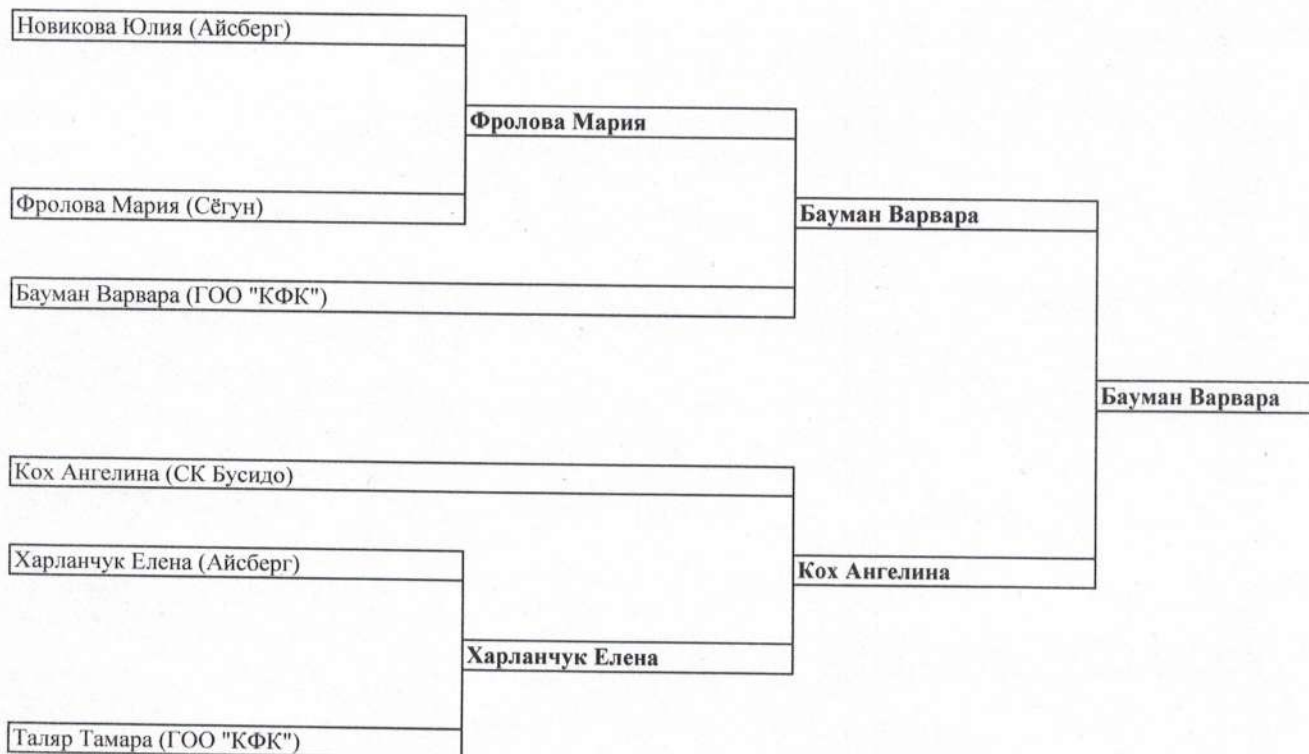 Новикова Юлия (Айсберг)
Фролова Мария
Фролова Мария (Сёгун)
Бауман Варвара
Бауман Варвара (ГОО "КФК")
Бауман Варвара
Кох Ангелина (СК Бусидо)
Харланчук Елена (Айсберг)
Кох Ангелина
Харланчук Елена
Таляр Тамара (ГОО "КФК")